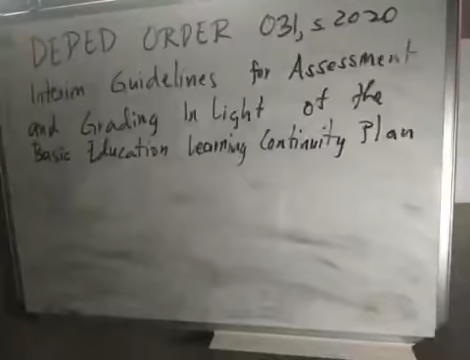 DEPED ORDER 031, s 2020
Interim Guidelines for Assessment
and Grading In Light of the
Basic Education Learning Continuity Plan